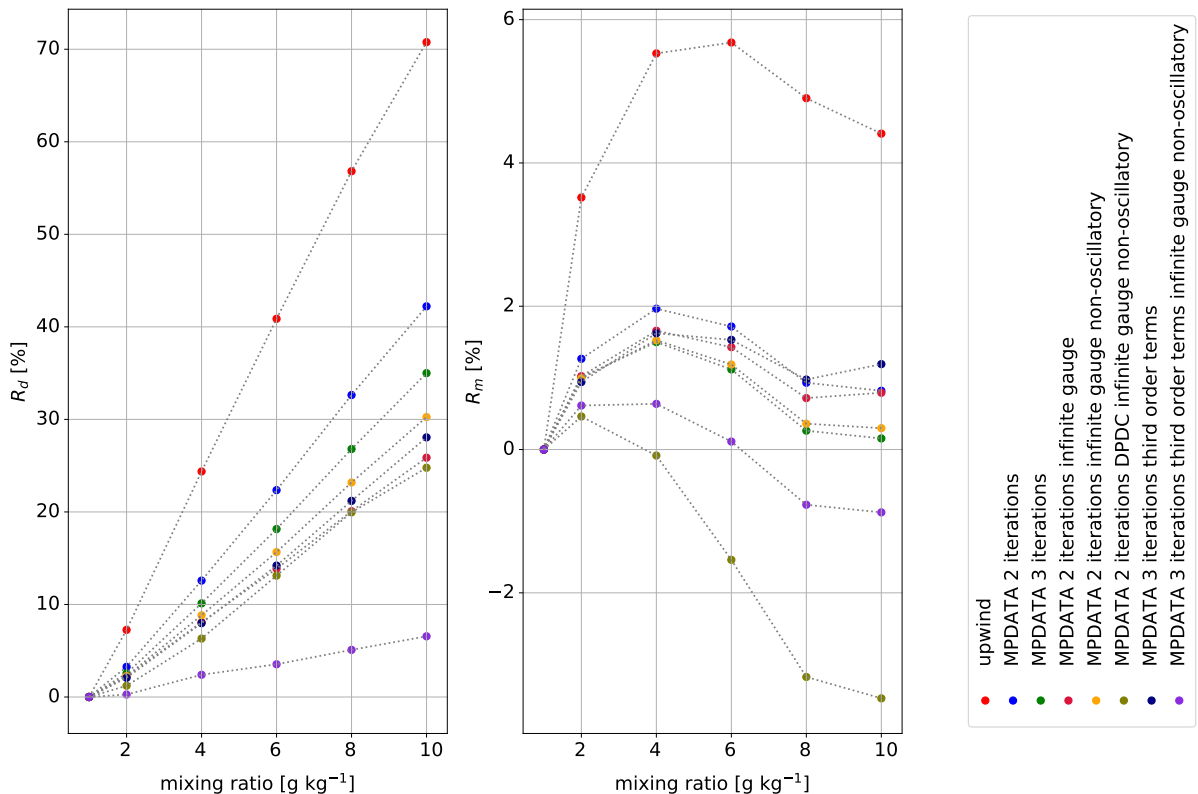 70
60
50
40
30
20
10
0
R_d [%]
2 4 6 8 10
mixing ratio [g kg⁻¹]
6
4
2
0
−2
R_m [%]
2 4 6 8 10
mixing ratio [g kg⁻¹]
upwind
MPDATA 2 iterations
MPDATA 3 iterations
MPDATA 2 iterations infinite gauge
MPDATA 2 iterations infinite gauge non-oscillatory
MPDATA 2 iterations DPDC infinite gauge non-oscillatory
MPDATA 3 iterations third order terms
MPDATA 3 iterations third order terms infinite gauge non-oscillatory